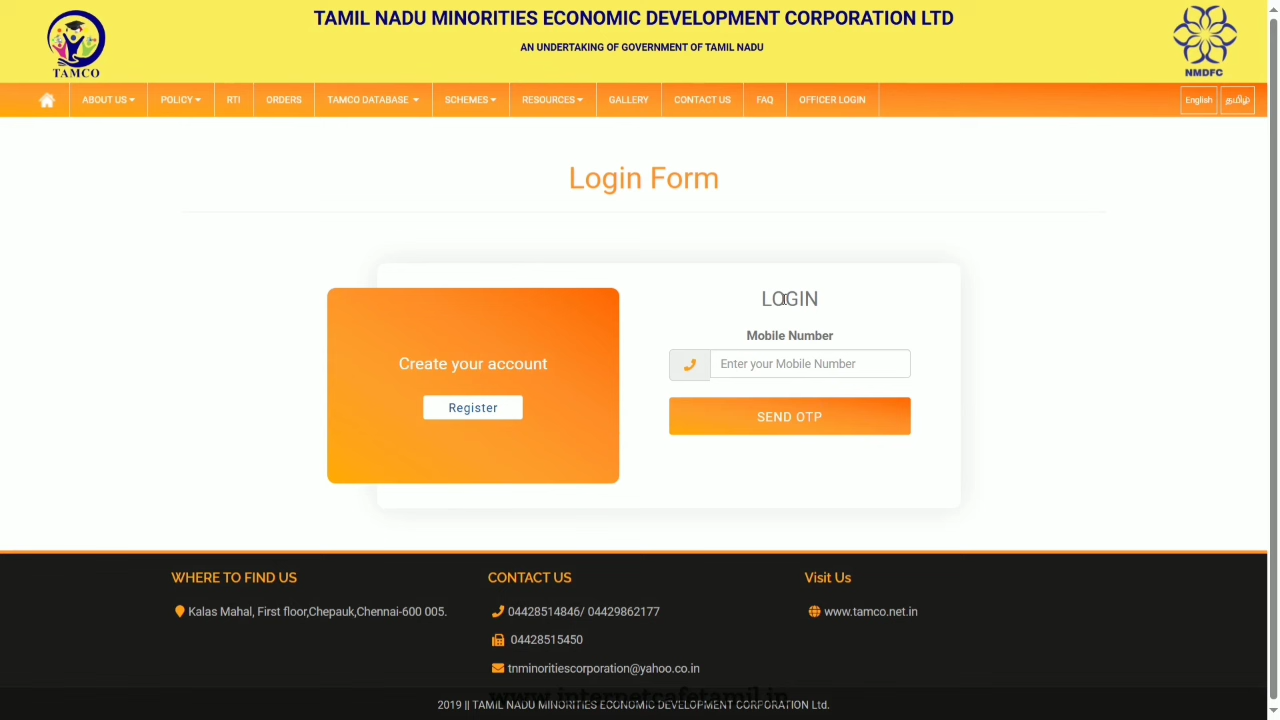 TAMIL NADU MINORITIES ECONOMIC DEVELOPMENT CORPORATION LTD
AN UNDERTAKING OF GOVERNMENT OF TAMIL NADU
TAMCO
NMDFC
ABOUT US
POLICY
RTI
ORDERS
TAMCO DATABASE
SCHEMES
RESOURCES
GALLERY
CONTACT US
FAQ
OFFICER LOGIN
English
தமிழ்
Login Form
Create your account
Register
LOGIN
Mobile Number
Enter your Mobile Number
SEND OTP
WHERE TO FIND US
Kalas Mahal, First floor,Chepauk,Chennai-600 005.
CONTACT US
04428514846/ 04429862177
04428515450
tnminoritiescorporation@yahoo.co.in
Visit Us
www.tamco.net.in
www.internetcafetamil.in
2019 || TAMIL NADU MINORITIES ECONOMIC DEVELOPMENT CORPORATION Ltd.